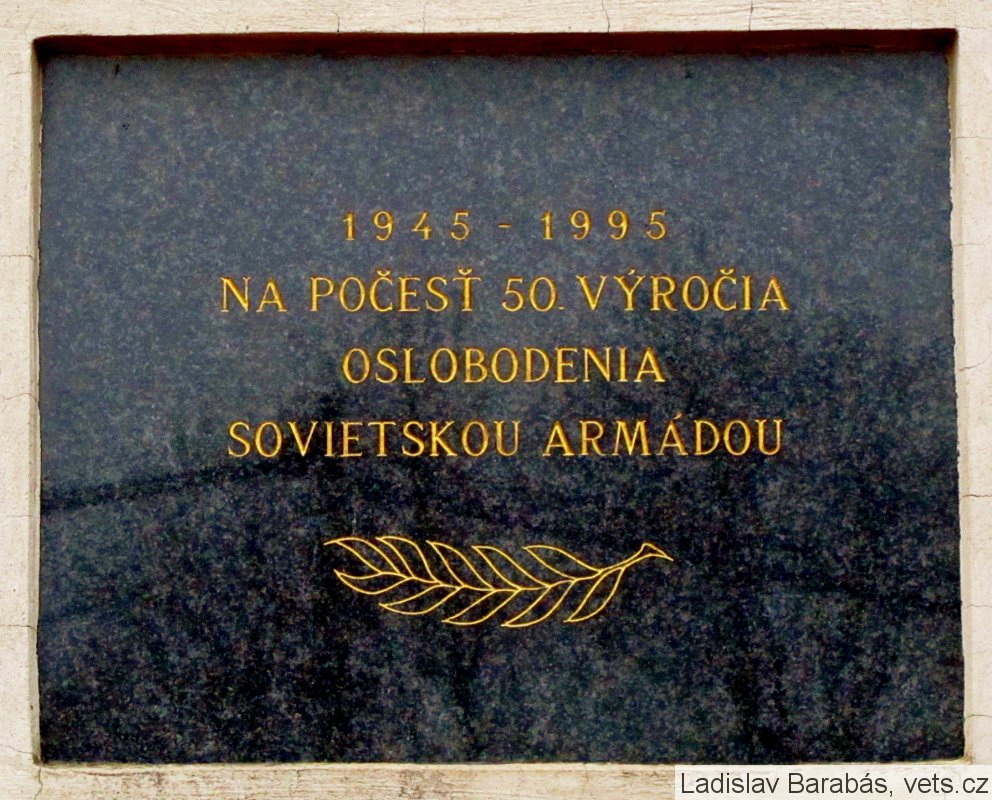 1945 - 1995
NA POČESŤ 50. VÝROČIA
OSLOBODENIA
SOVIETSKOU ARMÁDOU
Ladislav Barabás, vets.cz